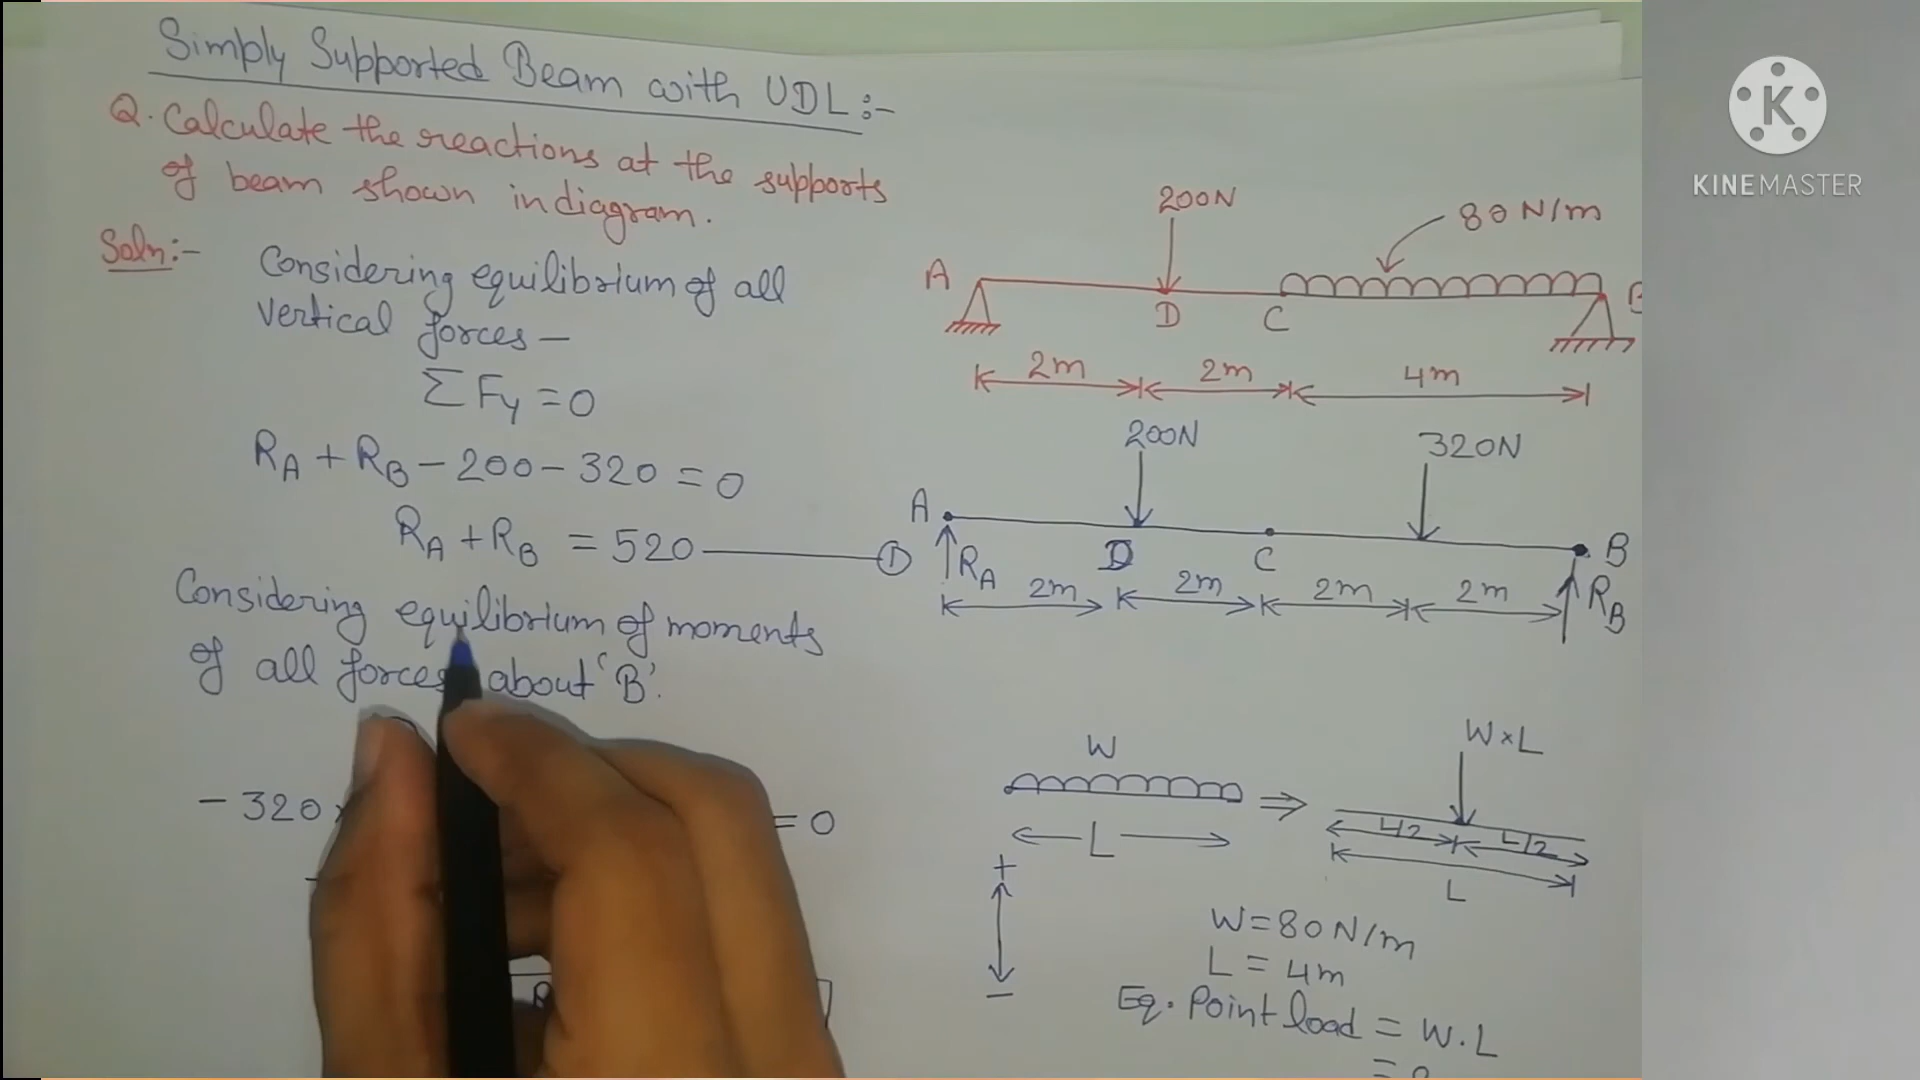 Simply Supported Beam with UDL:-
Q. Calculate the reactions at the supports
of beam shown in diagram.
Soln:-
Considering equilibrium of all
vertical forces -
ΣFy = 0
RA + RB - 200 - 320 = 0
RA + RB = 520 ——— ①
Considering equilibrium of moments
of all forces about 'B'.
- 320
= 0
200N
80 N/m
A
D
C
2m
2m
4m
200N
320N
A
D
C
B
RA
RB
2m
2m
2m
2m
W
L
⇒
W×L
L/2
L/2
L
+
-
W = 80 N/m
L = 4m
Eq. Point load = W.L
=
K
KINEMASTER